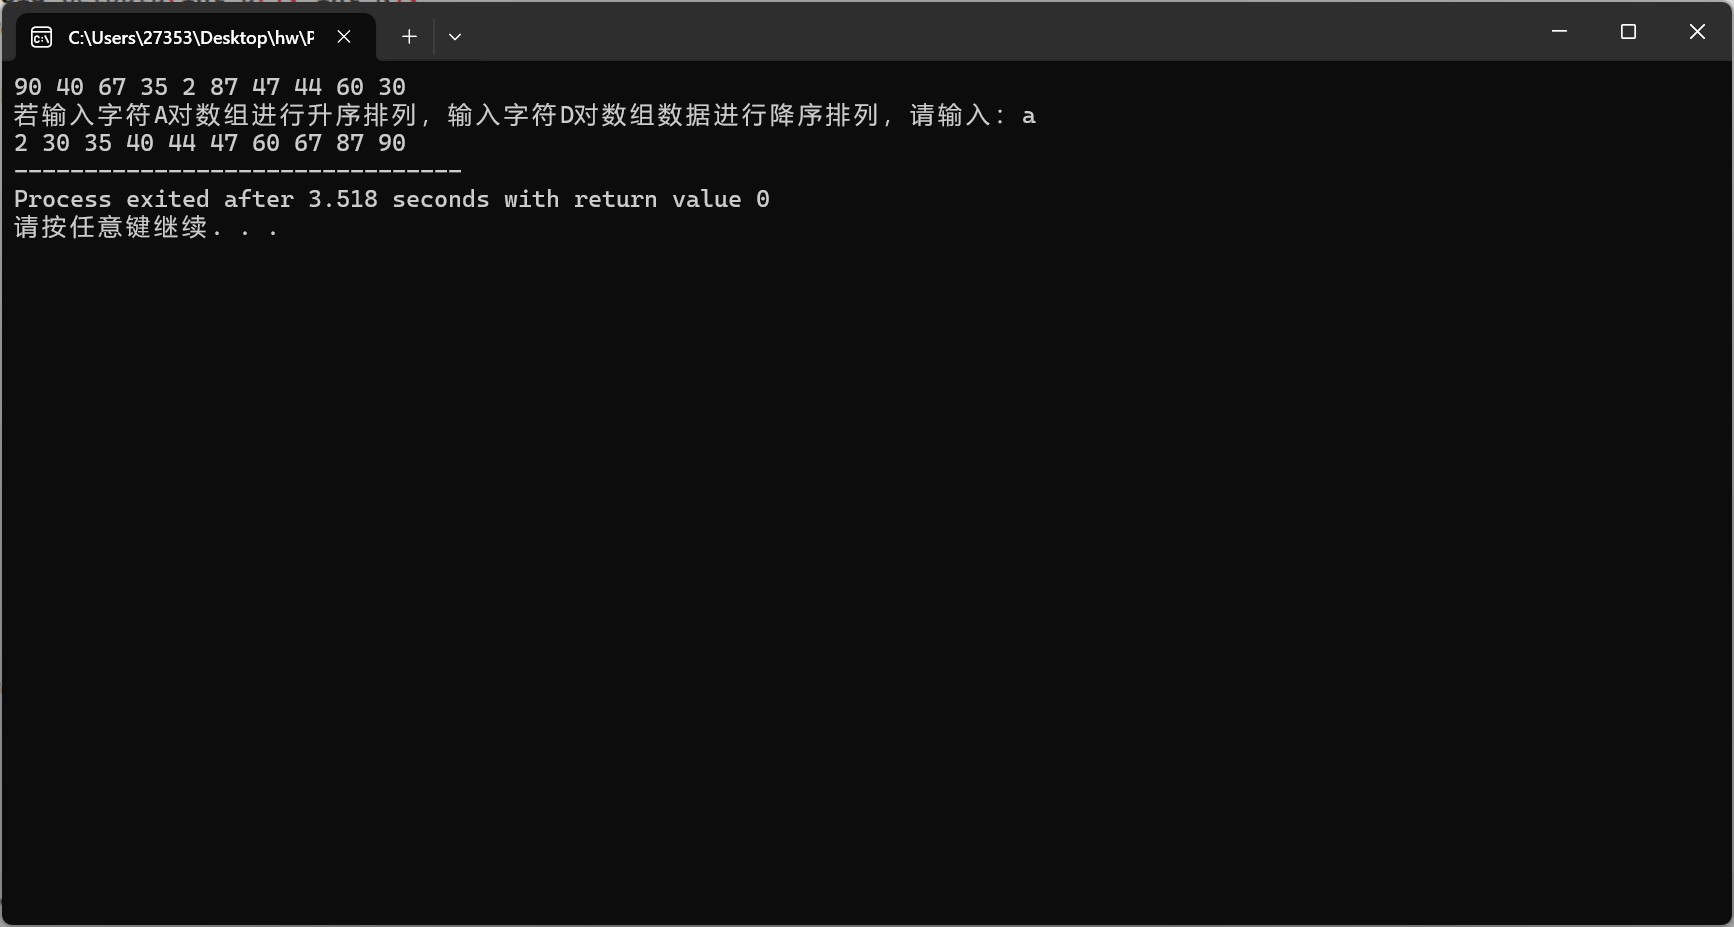 C:\Users\27353\Desktop\hw\F
90 40 67 35 2 87 47 44 60 30
若输入字符A对数组进行升序排列，输入字符D对数组数据进行降序排列，请输入：a
2 30 35 40 44 47 60 67 87 90
--------------------------------
Process exited after 3.518 seconds with return value 0
请按任意键继续. . .